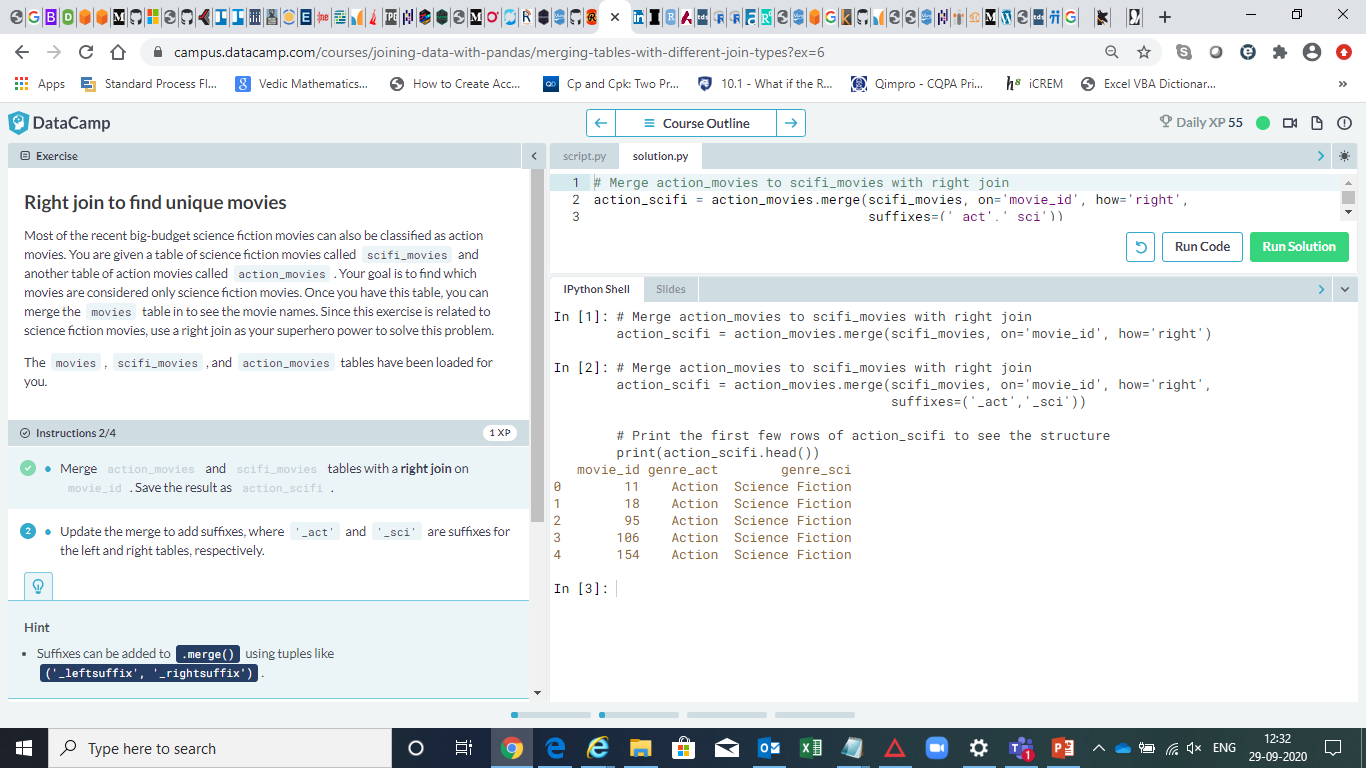 campus.datacamp.com/courses/joining-data-with-pandas/merging-tables-with-different-join-types?ex=6
Apps Standard Process Fl... Vedic Mathematics... How to Create Acc... Cp and Cpk: Two Pr... 10.1 - What if the R... Qimpro - CQPA Pri... iCREM Excel VBA Dictionar... »
DataCamp
Course Outline
Daily XP 55
Exercise
Right join to find unique movies
Most of the recent big-budget science fiction movies can also be classified as action
movies. You are given a table of science fiction movies called scifi_movies and
another table of action movies called action_movies . Your goal is to find which
movies are considered only science fiction movies. Once you have this table, you can
merge the movies table in to see the movie names. Since this exercise is related to
science fiction movies, use a right join as your superhero power to solve this problem.
The movies , scifi_movies , and action_movies tables have been loaded for
you.
Instructions 2/4
1 XP
Merge action_movies and scifi_movies tables with a right join on
movie_id . Save the result as action_scifi .
2
Update the merge to add suffixes, where '_act' and '_sci' are suffixes for
the left and right tables, respectively.
Hint
Suffixes can be added to .merge() using tuples like
('_leftsuffix', '_rightsuffix') .
script.py solution.py
1 # Merge action_movies to scifi_movies with right join
2 action_scifi = action_movies.merge(scifi_movies, on='movie_id', how='right',
3 suffixes=('_act','_sci'))
Run Code
Run Solution
IPython Shell Slides
In [1]: # Merge action_movies to scifi_movies with right join
action_scifi = action_movies.merge(scifi_movies, on='movie_id', how='right')
In [2]: # Merge action_movies to scifi_movies with right join
action_scifi = action_movies.merge(scifi_movies, on='movie_id', how='right',
suffixes=('_act','_sci'))
# Print the first few rows of action_scifi to see the structure
print(action_scifi.head())
movie_id genre_act genre_sci
0 11 Action Science Fiction
1 18 Action Science Fiction
2 95 Action Science Fiction
3 106 Action Science Fiction
4 154 Action Science Fiction
In [3]:
Type here to search
ENG
12:32
29-09-2020